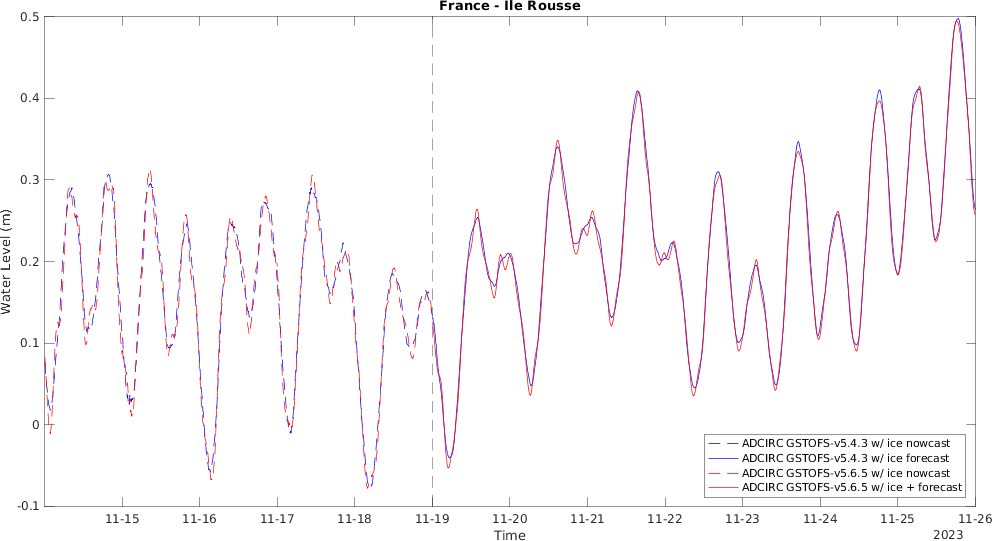 France - Ile Rousse
0.5
0.4
0.3
0.2
0.1
0
-0.1
Water Level (m)
ADCIRC GSTOFS-v5.4.3 w/ ice nowcast
ADCIRC GSTOFS-v5.4.3 w/ ice forecast
ADCIRC GSTOFS-v5.6.5 w/ ice nowcast
ADCIRC GSTOFS-v5.6.5 w/ ice + forecast
11-15 11-16 11-17 11-18 11-19 11-20 11-21 11-22 11-23 11-24 11-25 11-26
Time
2023